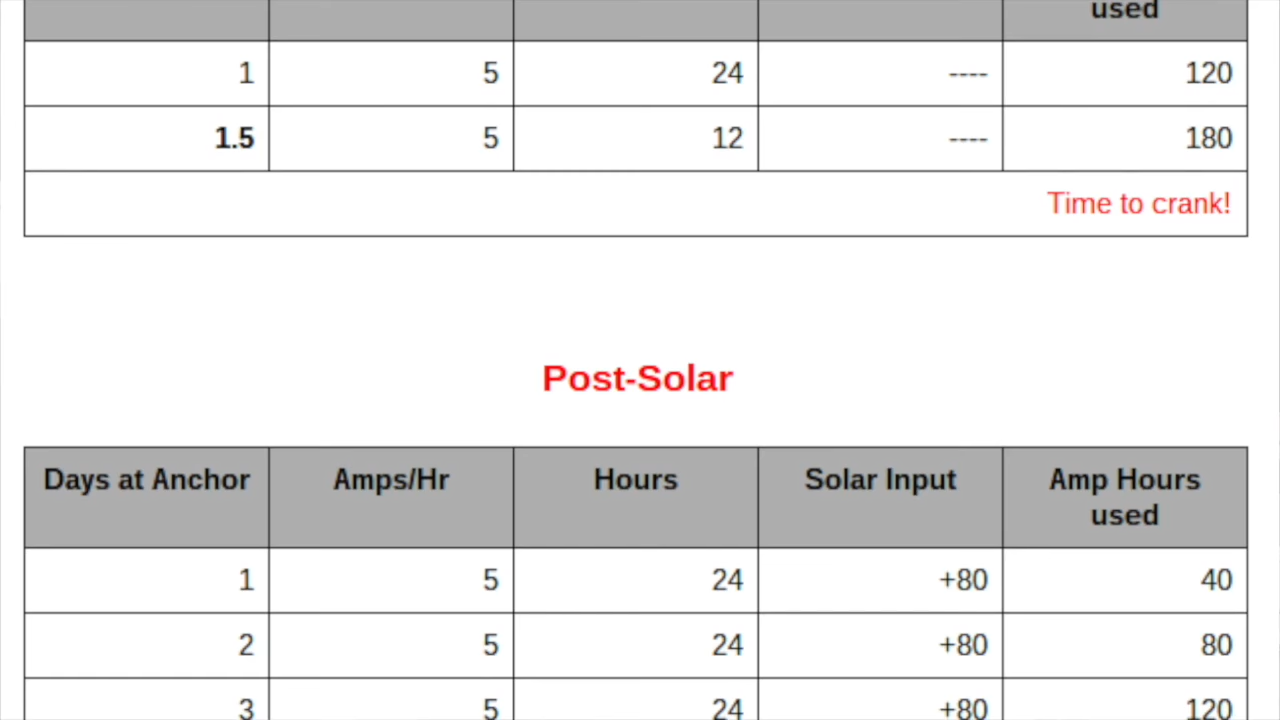 used
1 5 24 ---- 120
1.5 5 12 ---- 180
Time to crank!
Post-Solar
Days at Anchor Amps/Hr Hours Solar Input Amp Hours
used
1 5 24 +80 40
2 5 24 +80 80
3 5 24 +80 120